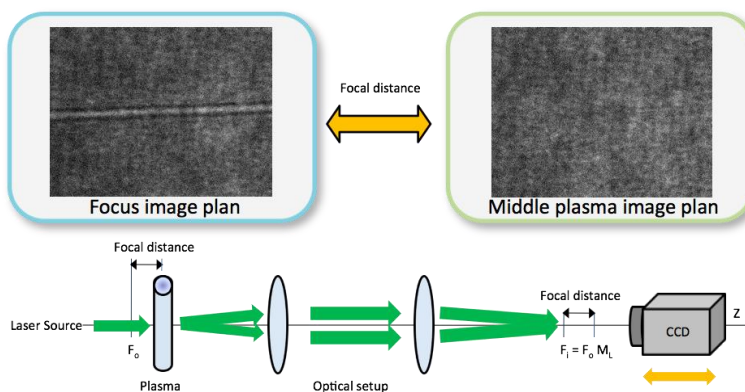 Focal distance
Focus image plan
Middle plasma image plan
Focal distance
Focal distance
Laser Source
CCD
Z
Fₒ
Fᵢ = Fₒ M_L
Plasma
Optical setup